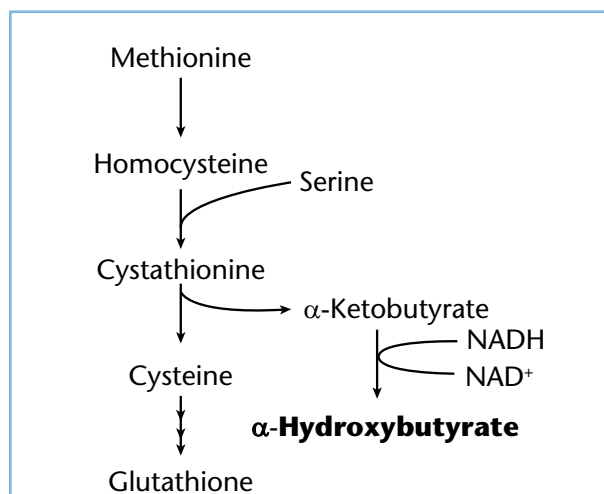 Methionine
Homocysteine
Serine
Cystathionine
α-Ketobutyrate
NADH
NAD⁺
Cysteine
α-Hydroxybutyrate
Glutathione